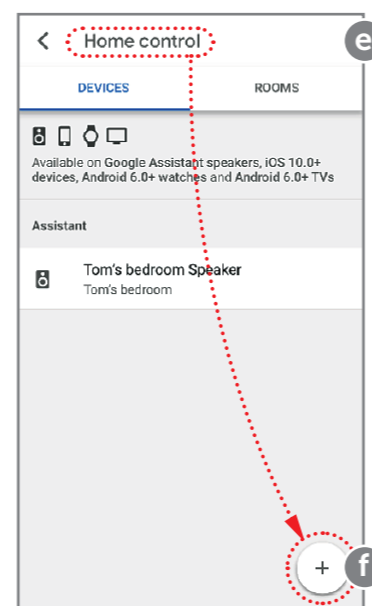 Home control
e
DEVICES ROOMS
Available on Google Assistant speakers, iOS 10.0+
devices, Android 6.0+ watches and Android 6.0+ TVs
Assistant
Tom's bedroom Speaker
Tom's bedroom
+
f